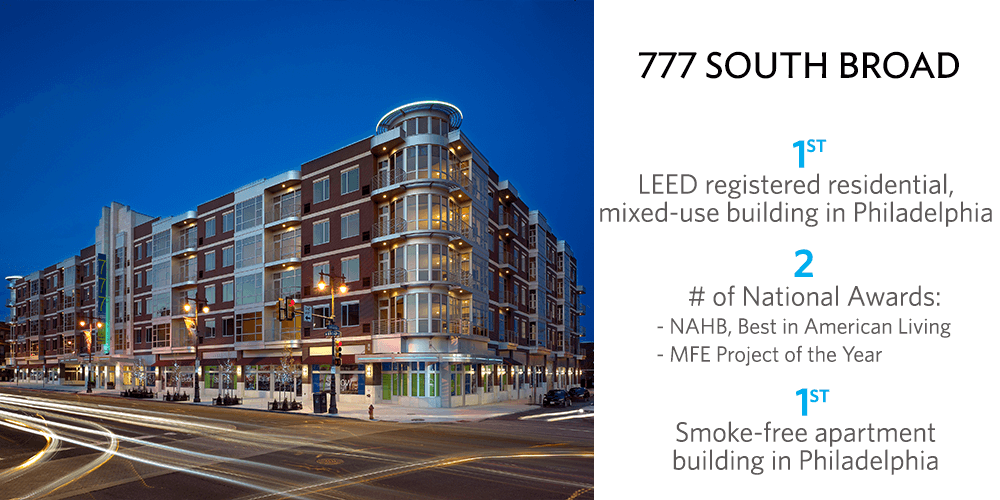 777 SOUTH BROAD
1ST
LEED registered residential,
mixed-use building in Philadelphia
2
# of National Awards:
- NAHB, Best in American Living
- MFE Project of the Year
1ST
Smoke-free apartment
building in Philadelphia
777